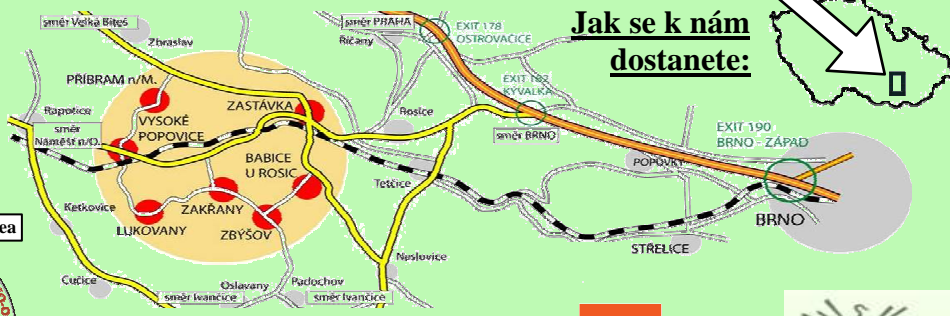 směr Velká Bíteš
Zbraslav
směr PRAHA
Říčany
EXIT 178
OSTROVAČICE
Jak se k nám
dostanete:
PŘÍBRAM n/M.
ZASTÁVKA
Rapotice
směr
Náměšť n/O.
VYSOKÉ
POPOVICE
Rosice
EXIT 182
KÝVALKA
směr BRNO
EXIT 190
BRNO - ZÁPAD
POPŮVKY
BABICE
U ROSIC
Tetčice
Ketkovice
ZAKŘANY
LUKOVANY
ZBÝŠOV
BRNO
STŘELICE
Neslovice
Čučice
Oslavany
Padochov
směr Ivančice
směr Ivančice
ea